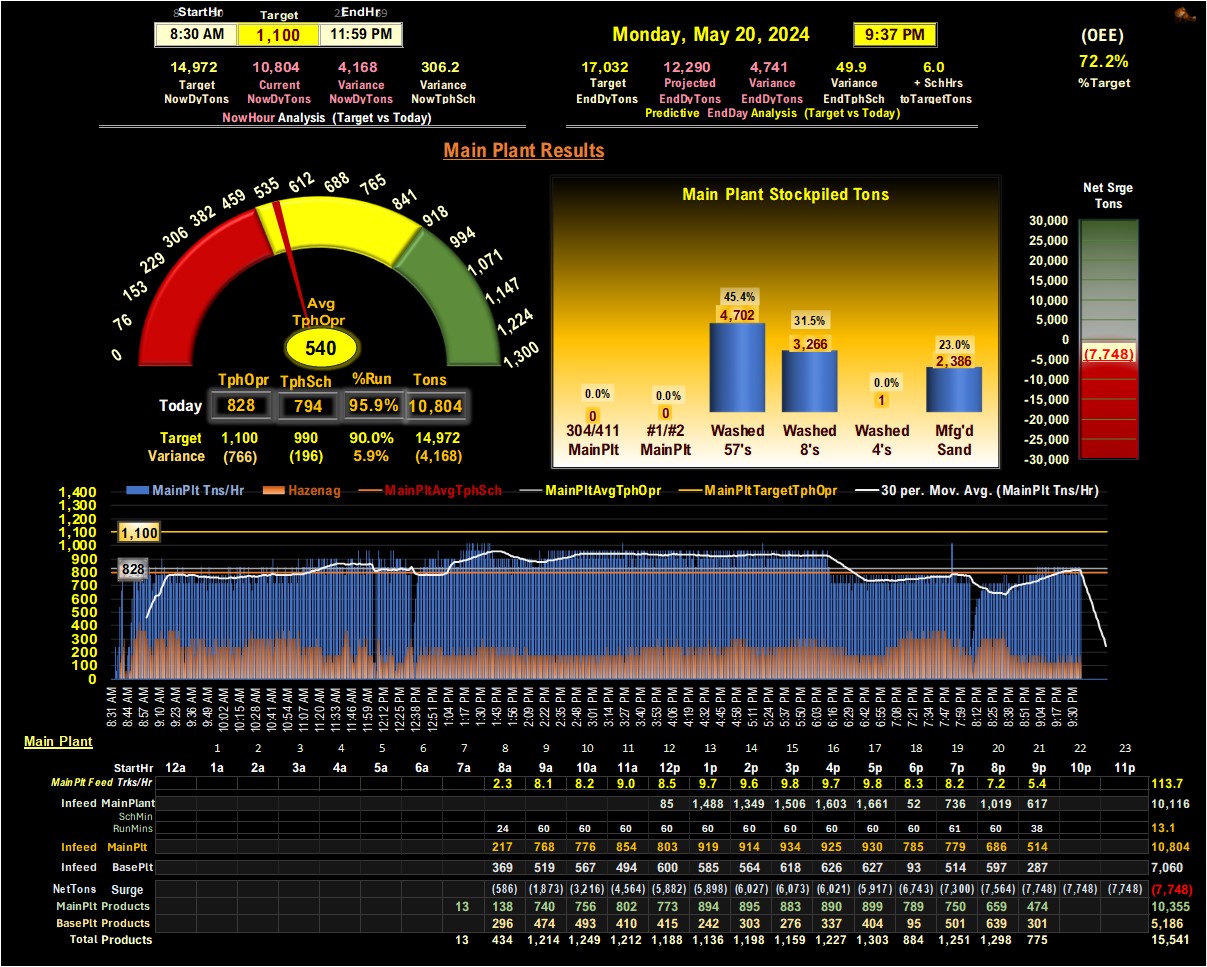 StartHr Target EndHr
8:30 AM 1,100 11:59 PM
Monday, May 20, 2024 9:37 PM
(OEE)
72.2%
%Target
14,972 10,804 4,168 306.2
Target Current Variance Variance
NowDyTons NowDyTons NowDyTons NowTphSch
NowHour Analysis (Target vs Today)
17,032 12,290 4,741 49.9 6.0
Target Projected Variance Variance + SchHrs
EndDyTons EndDyTons EndDyTons EndTphSch toTargetTons
Predictive EndDay Analysis (Target vs Today)
Main Plant Results
0 76 153 229 306 382 459 535 612 688 765 841 918 994 1,071 1,147 1,224 1,300
Avg
TphOpr
540
TphOpr TphSch %Run Tons
Today 828 794 95.9% 10,804
Target 1,100 990 90.0% 14,972
Variance (766) (196) 5.9% (4,168)
Main Plant Stockpiled Tons
0.0% 0.0% 45.4% 31.5% 0.0% 23.0%
0 0 4,702 3,266 1 2,386
304/411 #1/#2 Washed Washed Washed Mfg'd
MainPlt MainPlt 57's 8's 4's Sand
Net Srge
Tons
30,000
25,000
20,000
15,000
10,000
5,000
0
(7,748)
-5,000
-10,000
-15,000
-20,000
-25,000
-30,000
MainPlt Tns/Hr Hazenag MainPltAvgTphSch MainPltAvgTphOpr MainPltTargetTphOpr 30 per. Mov. Avg. (MainPlt Tns/Hr)
1,400
1,300
1,200
1,100
1,000
900
800
700
600
500
400
300
200
100
0
1,100
828
8:31 AM 8:44 AM 8:57 AM 9:10 AM 9:23 AM 9:36 AM 9:49 AM 10:02 AM 10:15 AM 10:28 AM 10:41 AM 10:54 AM 11:07 AM 11:20 AM 11:33 AM 11:46 AM 11:59 AM 12:12 PM 12:25 PM 12:38 PM 12:51 PM 1:04 PM 1:17 PM 1:30 PM 1:43 PM 1:56 PM 2:09 PM 2:22 PM 2:35 PM 2:48 PM 3:01 PM 3:14 PM 3:27 PM 3:40 PM 3:53 PM 4:06 PM 4:19 PM 4:32 PM 4:45 PM 4:58 PM 5:11 PM 5:24 PM 5:37 PM 5:50 PM 6:03 PM 6:16 PM 6:29 PM 6:42 PM 6:55 PM 7:08 PM 7:21 PM 7:34 PM 7:47 PM 7:59 PM 8:12 PM 8:25 PM 8:38 PM 8:51 PM 9:04 PM 9:17 PM 9:30 PM
Main Plant
1 2 3 4 5 6 7 8 9 10 11 12 13 14 15 16 17 18 19 20 21 22 23
StartHr 12a 1a 2a 3a 4a 5a 6a 7a 8a 9a 10a 11a 12p 1p 2p 3p 4p 5p 6p 7p 8p 9p 10p 11p
MainPlt Feed Trks/Hr 2.3 8.1 8.2 9.0 8.5 9.7 9.6 9.8 9.7 9.8 8.3 8.2 7.2 5.4 113.7
Infeed MainPlant 85 1,488 1,349 1,506 1,603 1,661 52 736 1,019 617 10,116
SchMin
RunMins 24 60 60 60 60 60 60 60 60 60 60 61 60 38 13.1
Infeed MainPlt 217 768 776 854 803 919 914 934 925 930 785 779 686 514 10,804
Infeed BasePlt 369 519 567 494 600 585 564 618 626 627 93 514 597 287 7,060
NetTons Surge (586) (1,873) (3,216) (4,564) (5,882) (5,898) (6,027) (6,073) (6,021) (5,917) (6,743) (7,300) (7,564) (7,748) (7,748) (7,748) (7,748)
MainPlt Products 13 138 740 756 802 773 894 895 883 890 899 789 750 659 474 10,355
BasePlt Products 296 474 493 410 415 242 303 276 337 404 95 501 639 301 5,186
Total Products 13 434 1,214 1,249 1,212 1,188 1,136 1,198 1,159 1,227 1,303 884 1,251 1,298 775 15,541